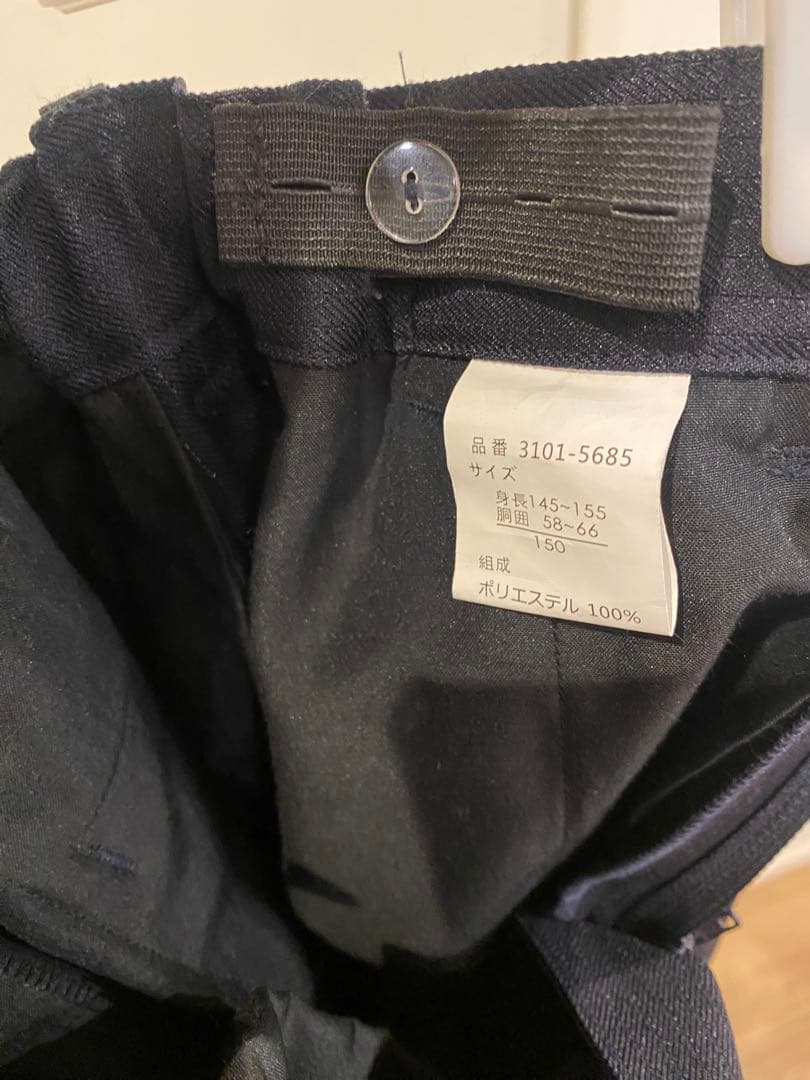 品番 3101-5685
サイズ
身長145~155
胴囲 58~66
150
組成
ポリエステル 100%